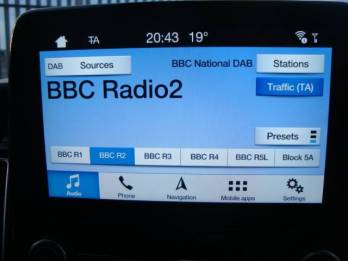 TA 20:43 19°
DAB Sources BBC National DAB Stations
BBC Radio2 Traffic (TA)
Presets
BBC R1 BBC R2 BBC R3 BBC R4 BBC R5L Block 5A
Audio Phone Navigation Mobile apps Settings